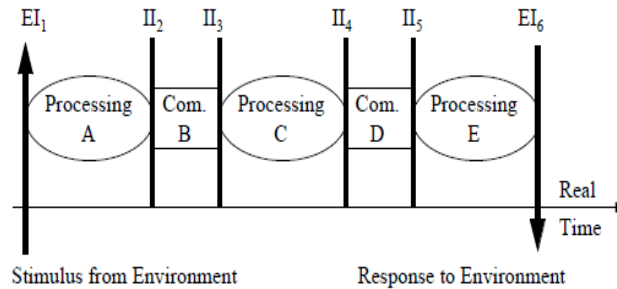 EI₁ II₂ II₃ II₄ II₅ EI₆
Processing Com. Processing Com. Processing
A B C D E
Real
Time
Stimulus from Environment Response to Environment